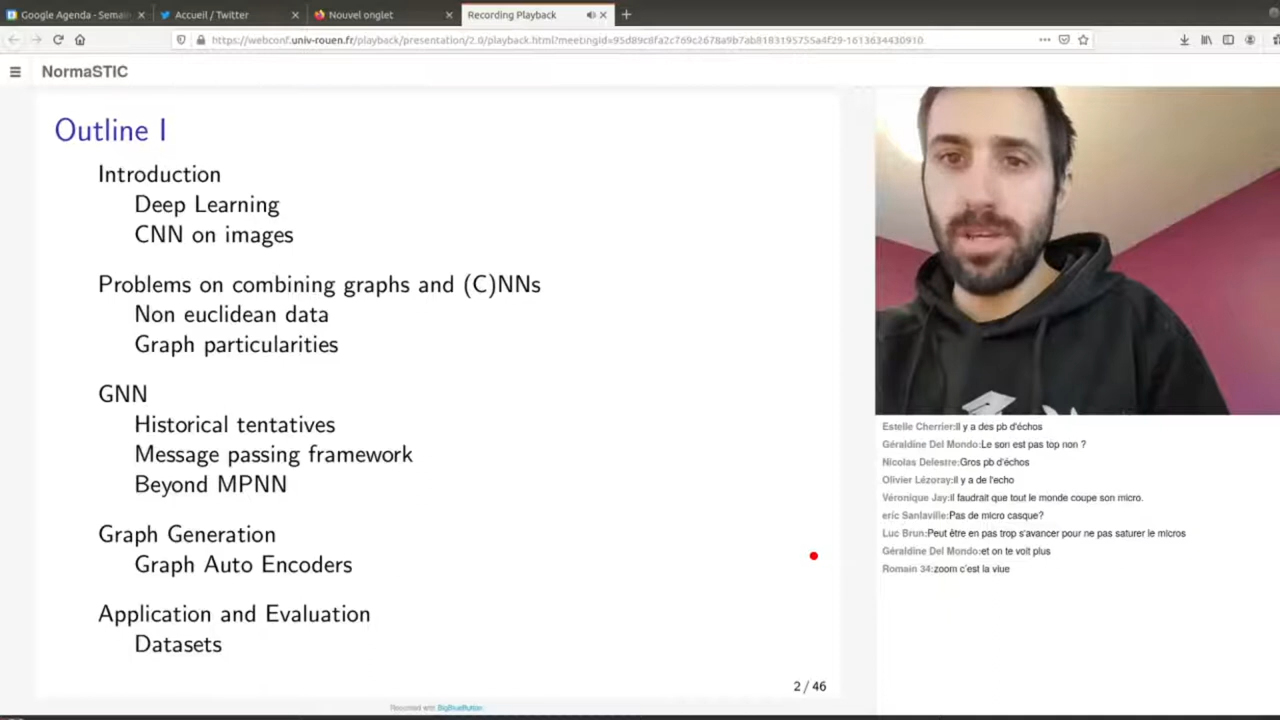 Google Agenda - Semai
Accueil / Twitter
Nouvel onglet
Recording Playback
https://webconf.univ-rouen.fr/playback/presentation/2.0/playback.html?meetingId=95d89c8fa2c769c2678a9b7ab8183195755a4f29-1613634430910
NormaSTIC
Outline I
Introduction
Deep Learning
CNN on images
Problems on combining graphs and (C)NNs
Non euclidean data
Graph particularities
GNN
Historical tentatives
Message passing framework
Beyond MPNN
Graph Generation
Graph Auto Encoders
Application and Evaluation
Datasets
2 / 46
Recorded with BigBlueButton.
Estelle Cherrier:Il y a des pb d'échos
Géraldine Del Mondo:Le son est pas top non ?
Nicolas Delestre:Gros pb d'échos
Olivier Lézoray:il y a de l'echo
Véronique Jay:il faudrait que tout le monde coupe son micro.
eric Sanlaville:Pas de micro casque?
Luc Brun:Peut être en pas trop s'avancer pour ne pas saturer le micros
Géraldine Del Mondo:et on te voit plus
Romain 34:zoom c'est la viue